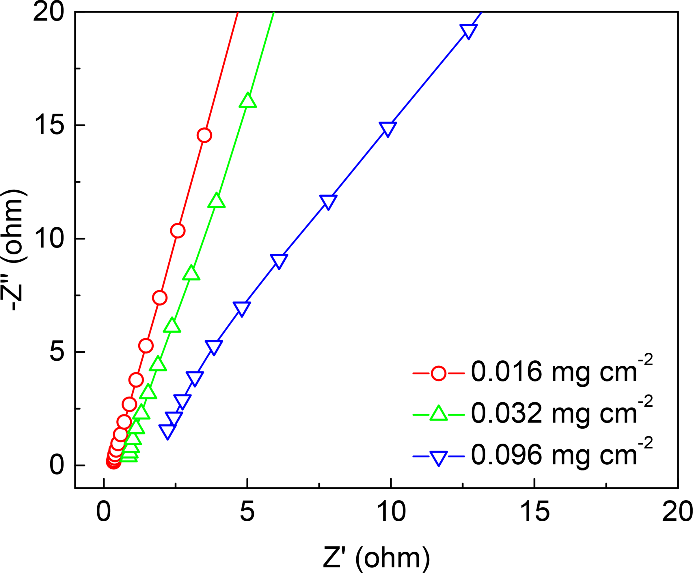 20
15
10
5
0
-Z" (ohm)
0.016 mg cm-2
0.032 mg cm-2
0.096 mg cm-2
0 5 10 15 20
Z' (ohm)